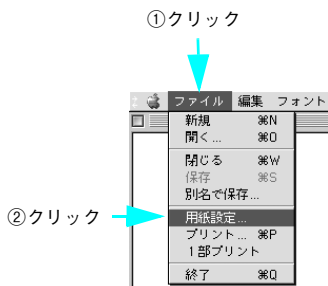 ①クリック
ファイル 編集 フォント
新規 ⌘N
開く... ⌘O
閉じる ⌘W
保存 ⌘S
別名で保存...
②クリック
用紙設定...
プリント... ⌘P
1部プリント
終了 ⌘Q